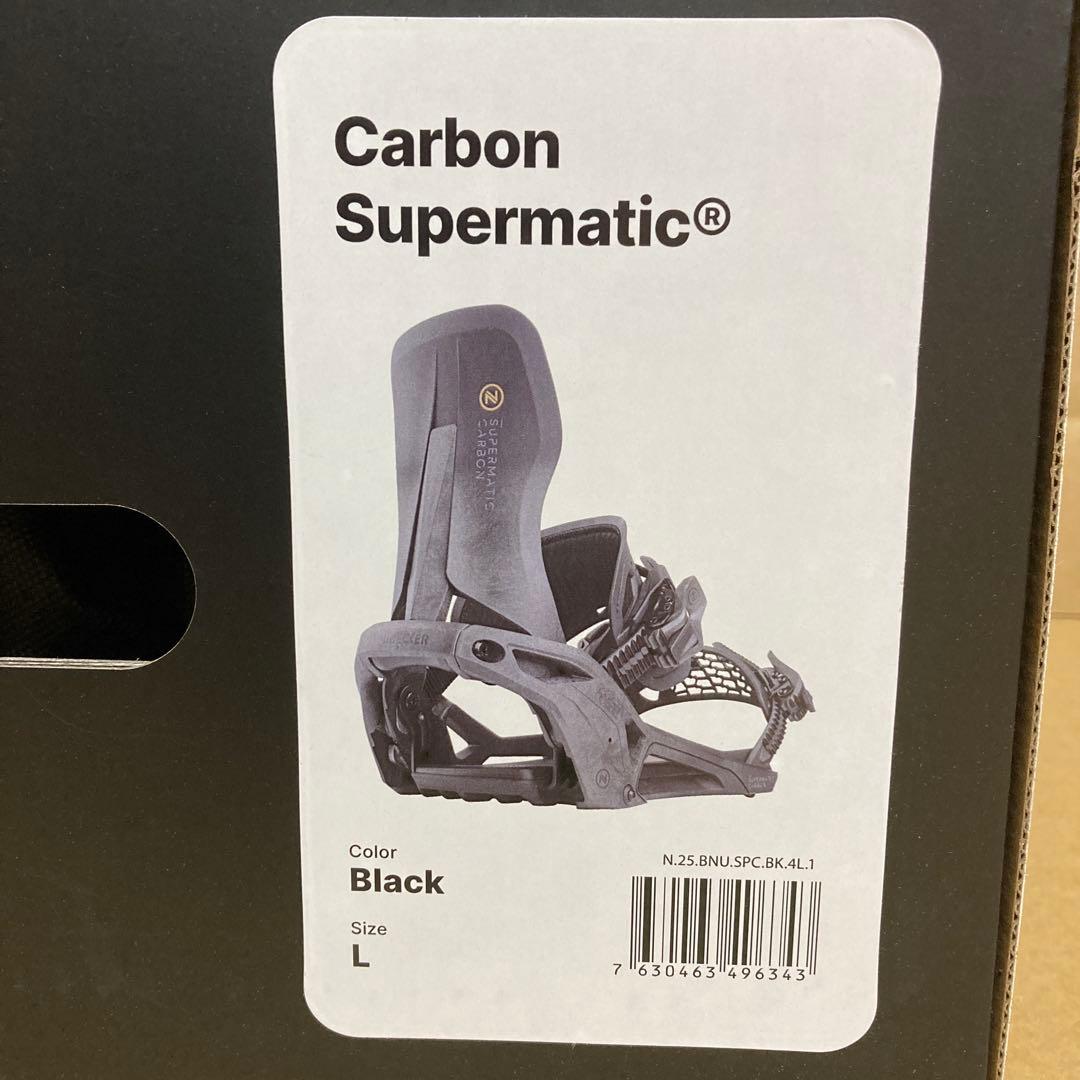 Carbon
Supermatic®
SUPERMATIC
CARBON
Color
Black
Size
L
N.25.BNU.SPC.BK.4L.1
7 630463 496343